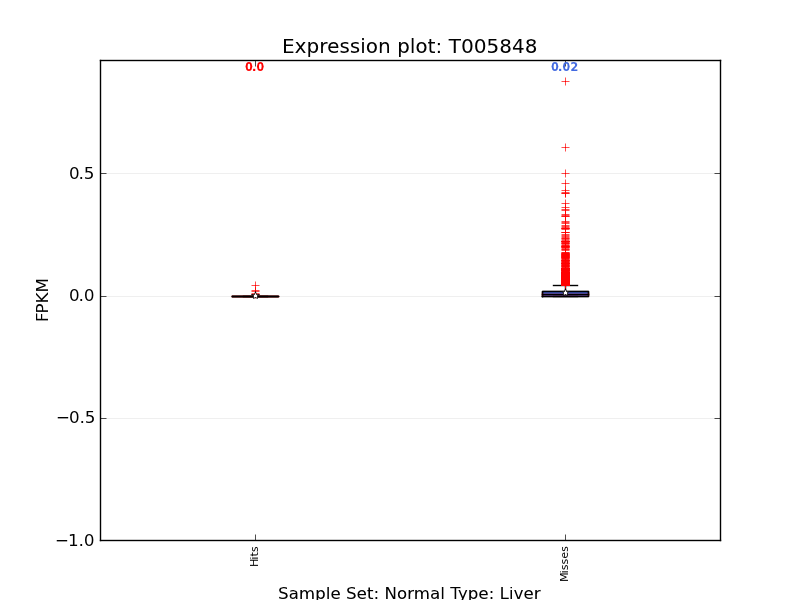 Expression plot: T005848
0.0
0.02
0.5
0.0
−0.5
−1.0
FPKM
Hits
Misses
Sample Set: Normal Type: Liver